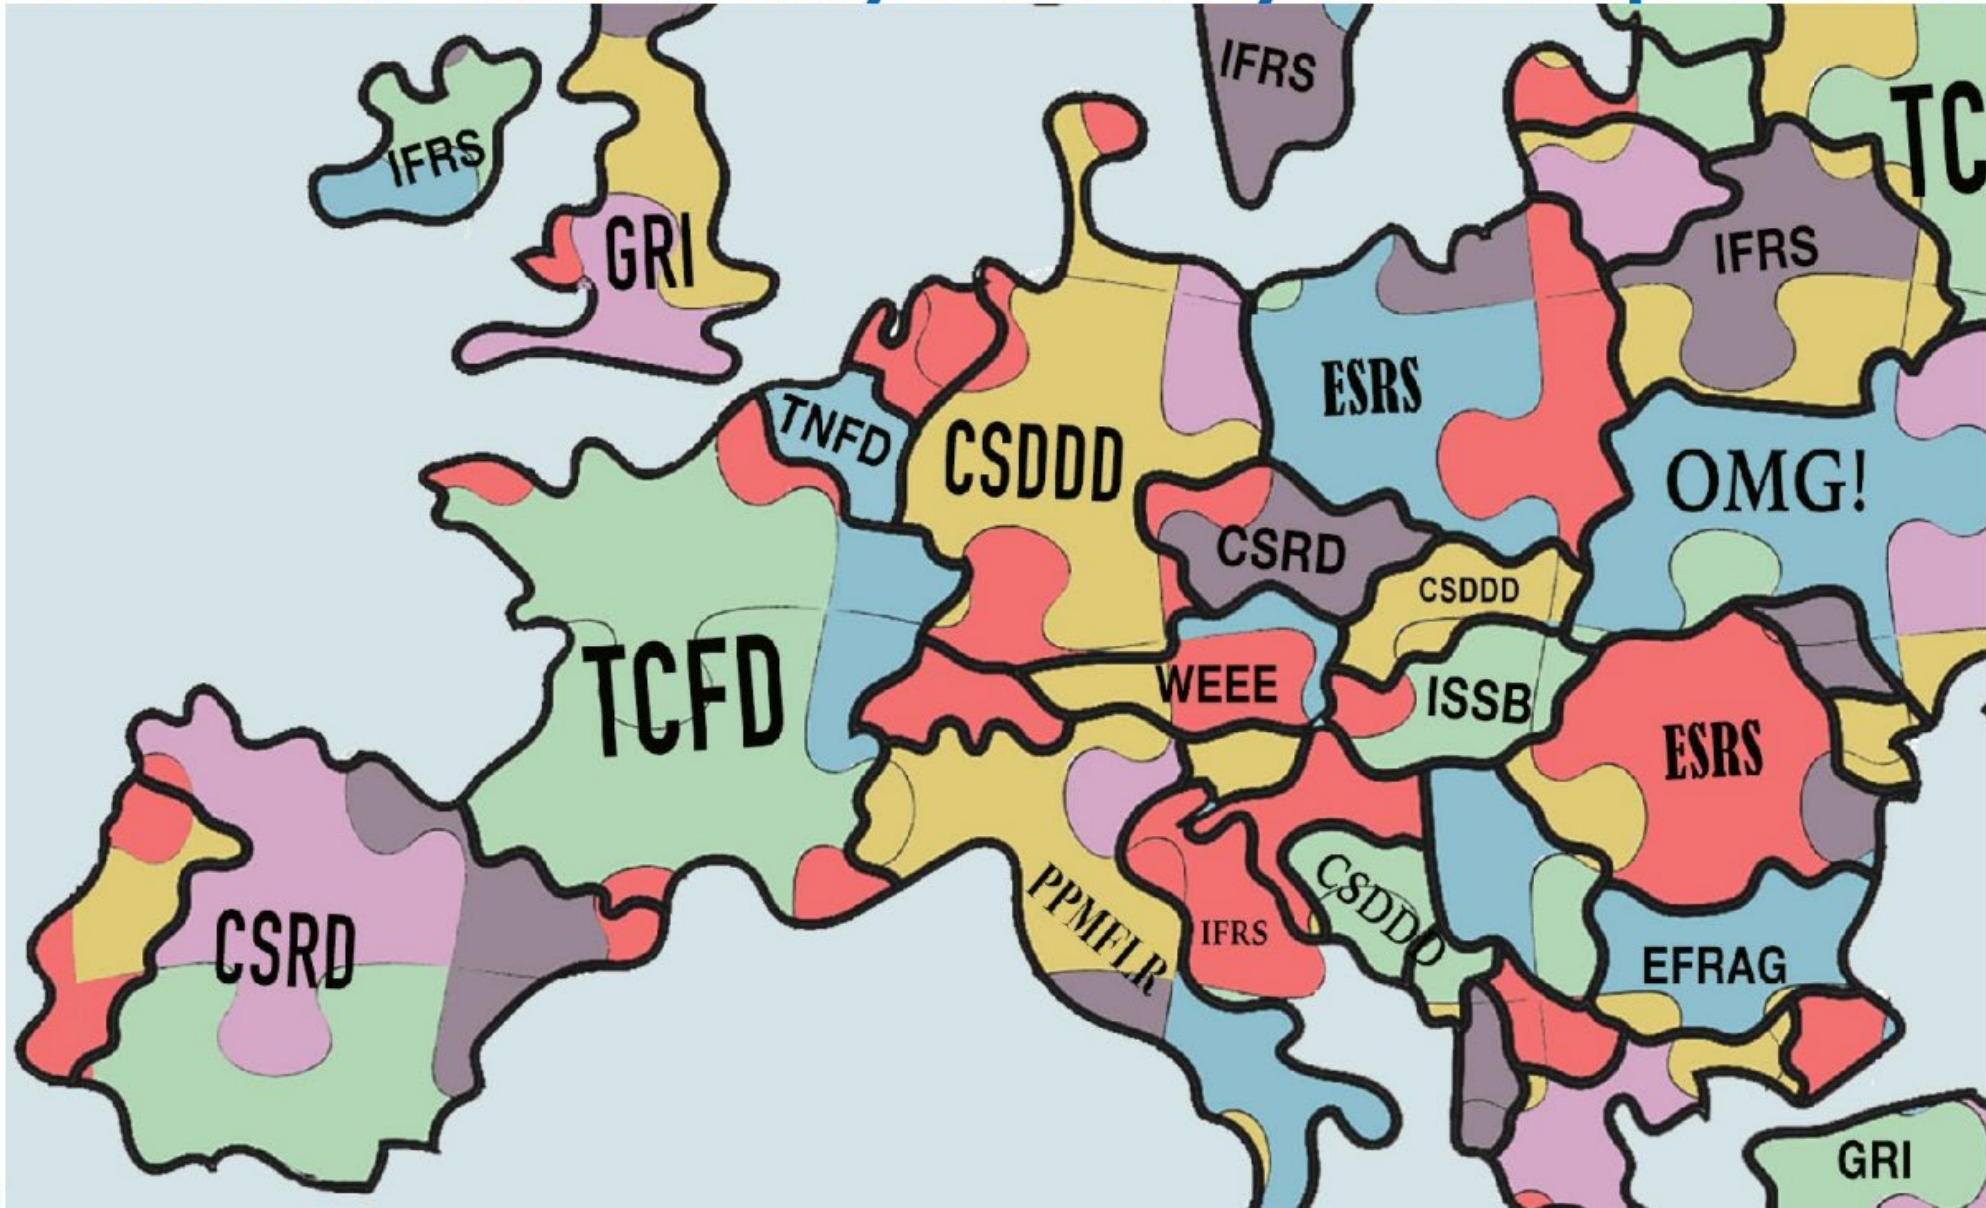 IFRS
IFRS
TC
GRI
IFRS
TNFD
ESRS
CSDDD
OMG!
CSRD
CSDDD
TCFD
WEEE
ISSB
ESRS
CSRD
PPMFLR
IFRS
CSDDD
EFRAG
GRI